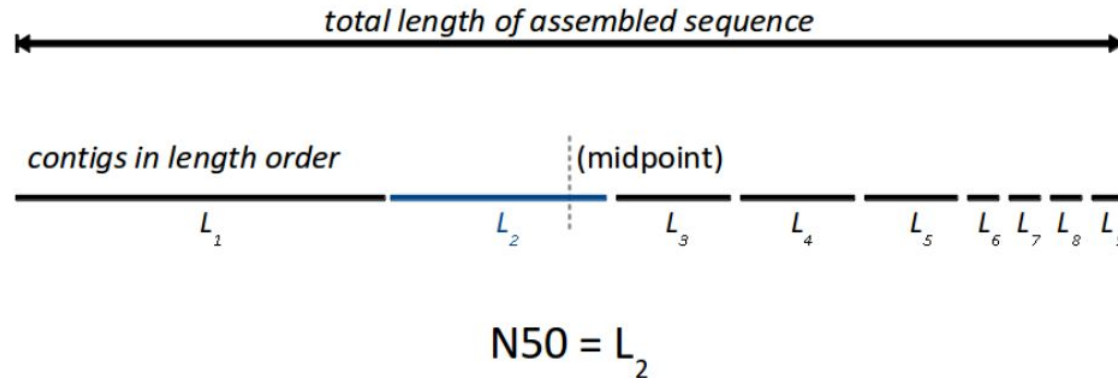 total length of assembled sequence
contigs in length order (midpoint)
L₁ L₂ L₃ L₄ L₅ L₆ L₇ L₈ L
N50 = L₂